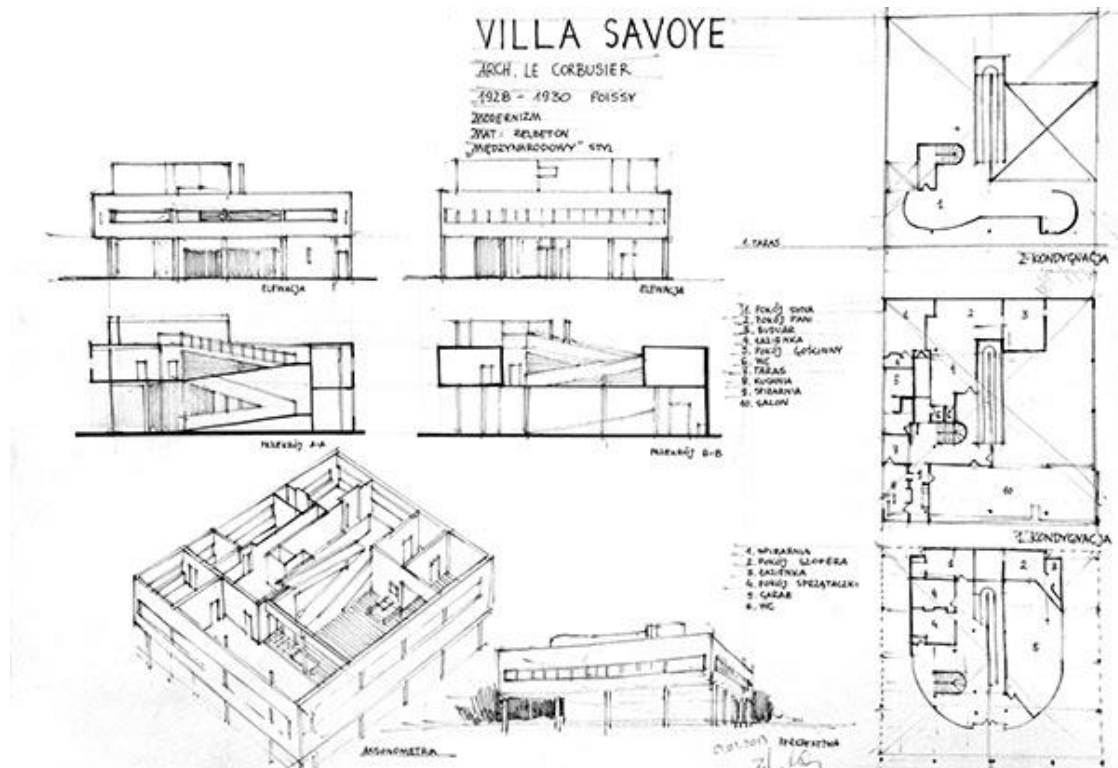 VILLA SAVOYE
ARCH. LE CORBUSIER
1928 - 1930 POISSY
MODERNIZM
MAT: ŻELBETON
"MIĘDZYNARODOWY" STYL
ELEWACJA
ELEWACJA
PRZEKRÓJ A-A
PRZEKRÓJ B-B
AKSONOMETRIA
PERSPEKTYWA
1. TARAS
2. KONDYGNACJA
1. POKÓJ SYNA
2. POKÓJ PANI
3. BUDUAR
4. ŁAZIENKA
5. POKÓJ GOŚCINNY
6. WC
7. TARAS
8. KUCHNIA
9. SPIŻARNIA
10. SALON
1. KONDYGNACJA
1. SPIŻARNIA
2. POKÓJ SZOFERA
3. ŁAZIENKA
4. POKÓJ SPRZĄTACZKI
5. GARAŻ
6. WC